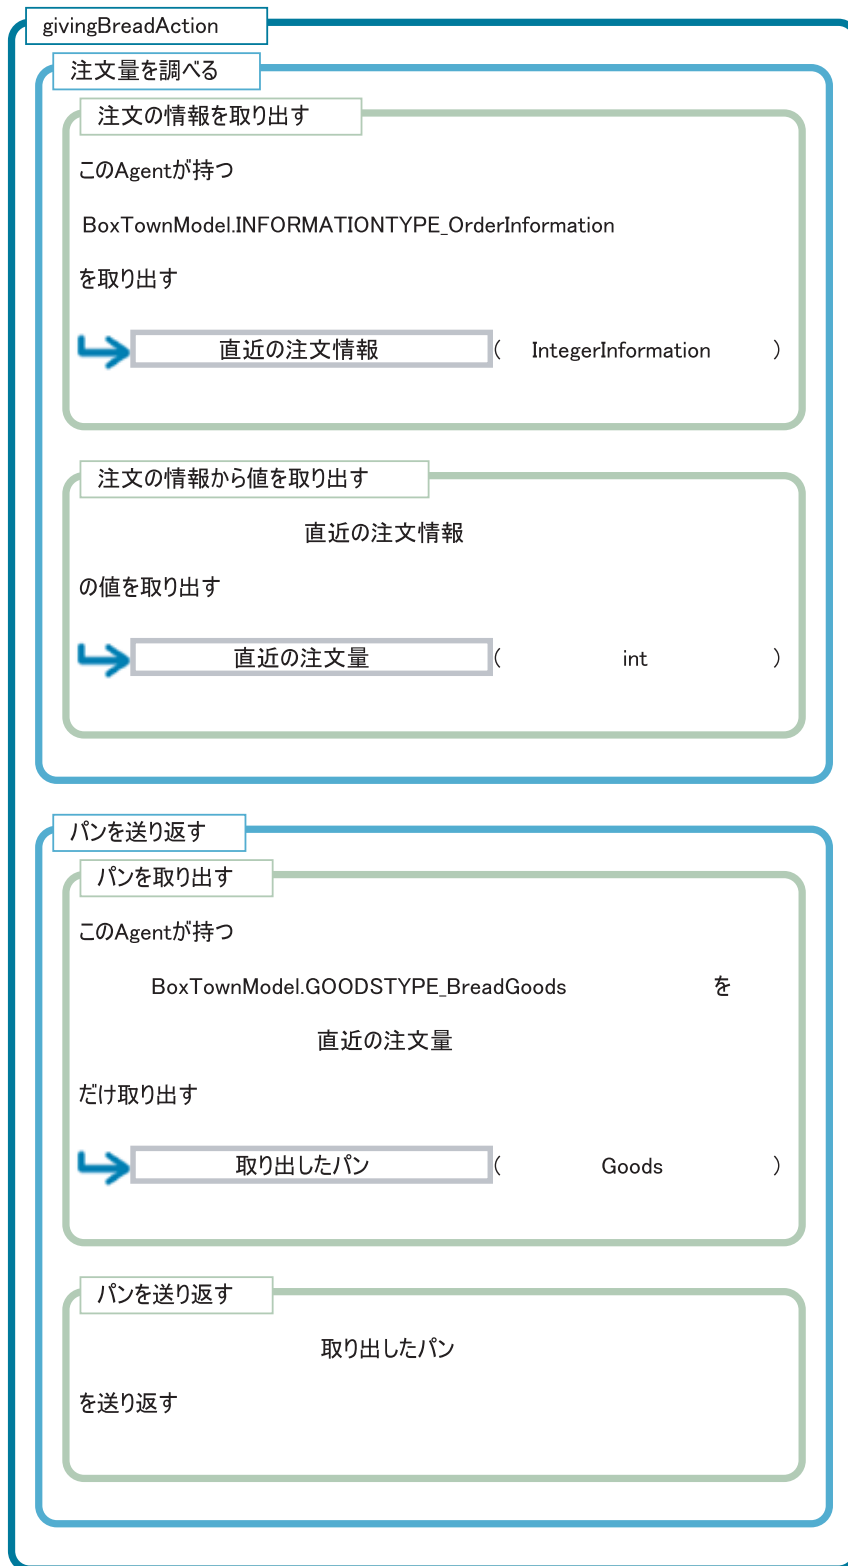 givingBreadAction
注文量を調べる
注文の情報を取り出す
このAgentが持つ
BoxTownModel.INFORMATIONTYPE_OrderInformation
を取り出す
直近の注文情報 ( IntegerInformation )
注文の情報から値を取り出す
直近の注文情報
の値を取り出す
直近の注文量 ( int )
パンを送り返す
パンを取り出す
このAgentが持つ
BoxTownModel.GOODSTYPE_BreadGoods を
直近の注文量
だけ取り出す
取り出したパン ( Goods )
パンを送り返す
取り出したパン
を送り返す